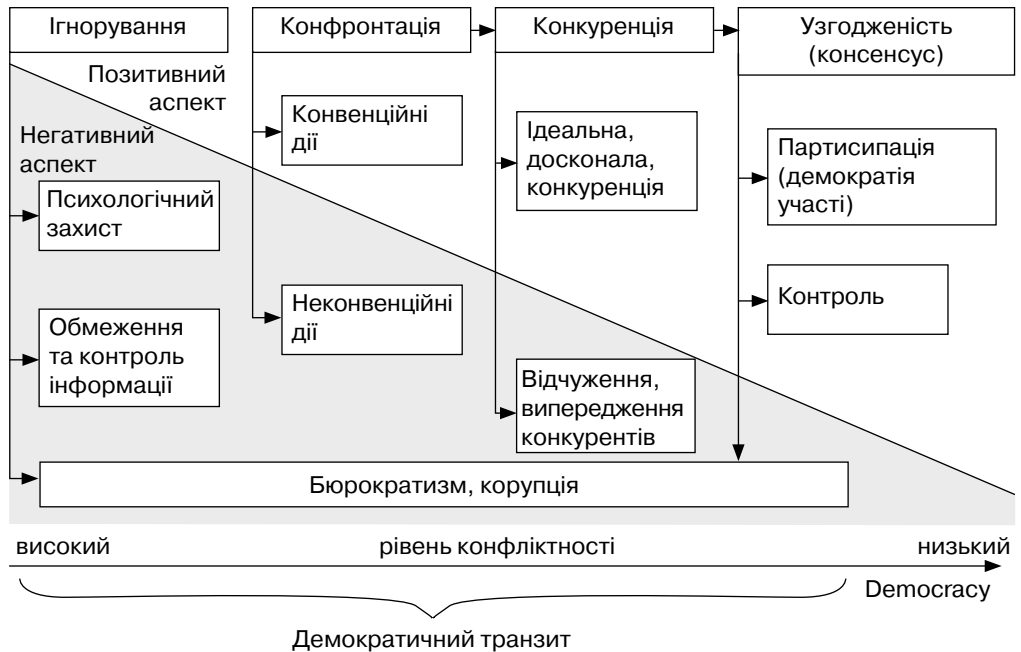 Ігнорування
Конфронтація
Конкуренція
Узгодженість
(консенсус)
Позитивний
аспект
Негативний
аспект
Психологічний
захист
Обмеження
та контроль
інформації
Конвенційні
дії
Неконвенційні
дії
Ідеальна,
досконала,
конкуренція
Відчуження,
випередження
конкурентів
Партисипація
(демократія
участі)
Контроль
Бюрократизм, корупція
високий
рівень конфліктності
низький
Democracy
Демократичний транзит